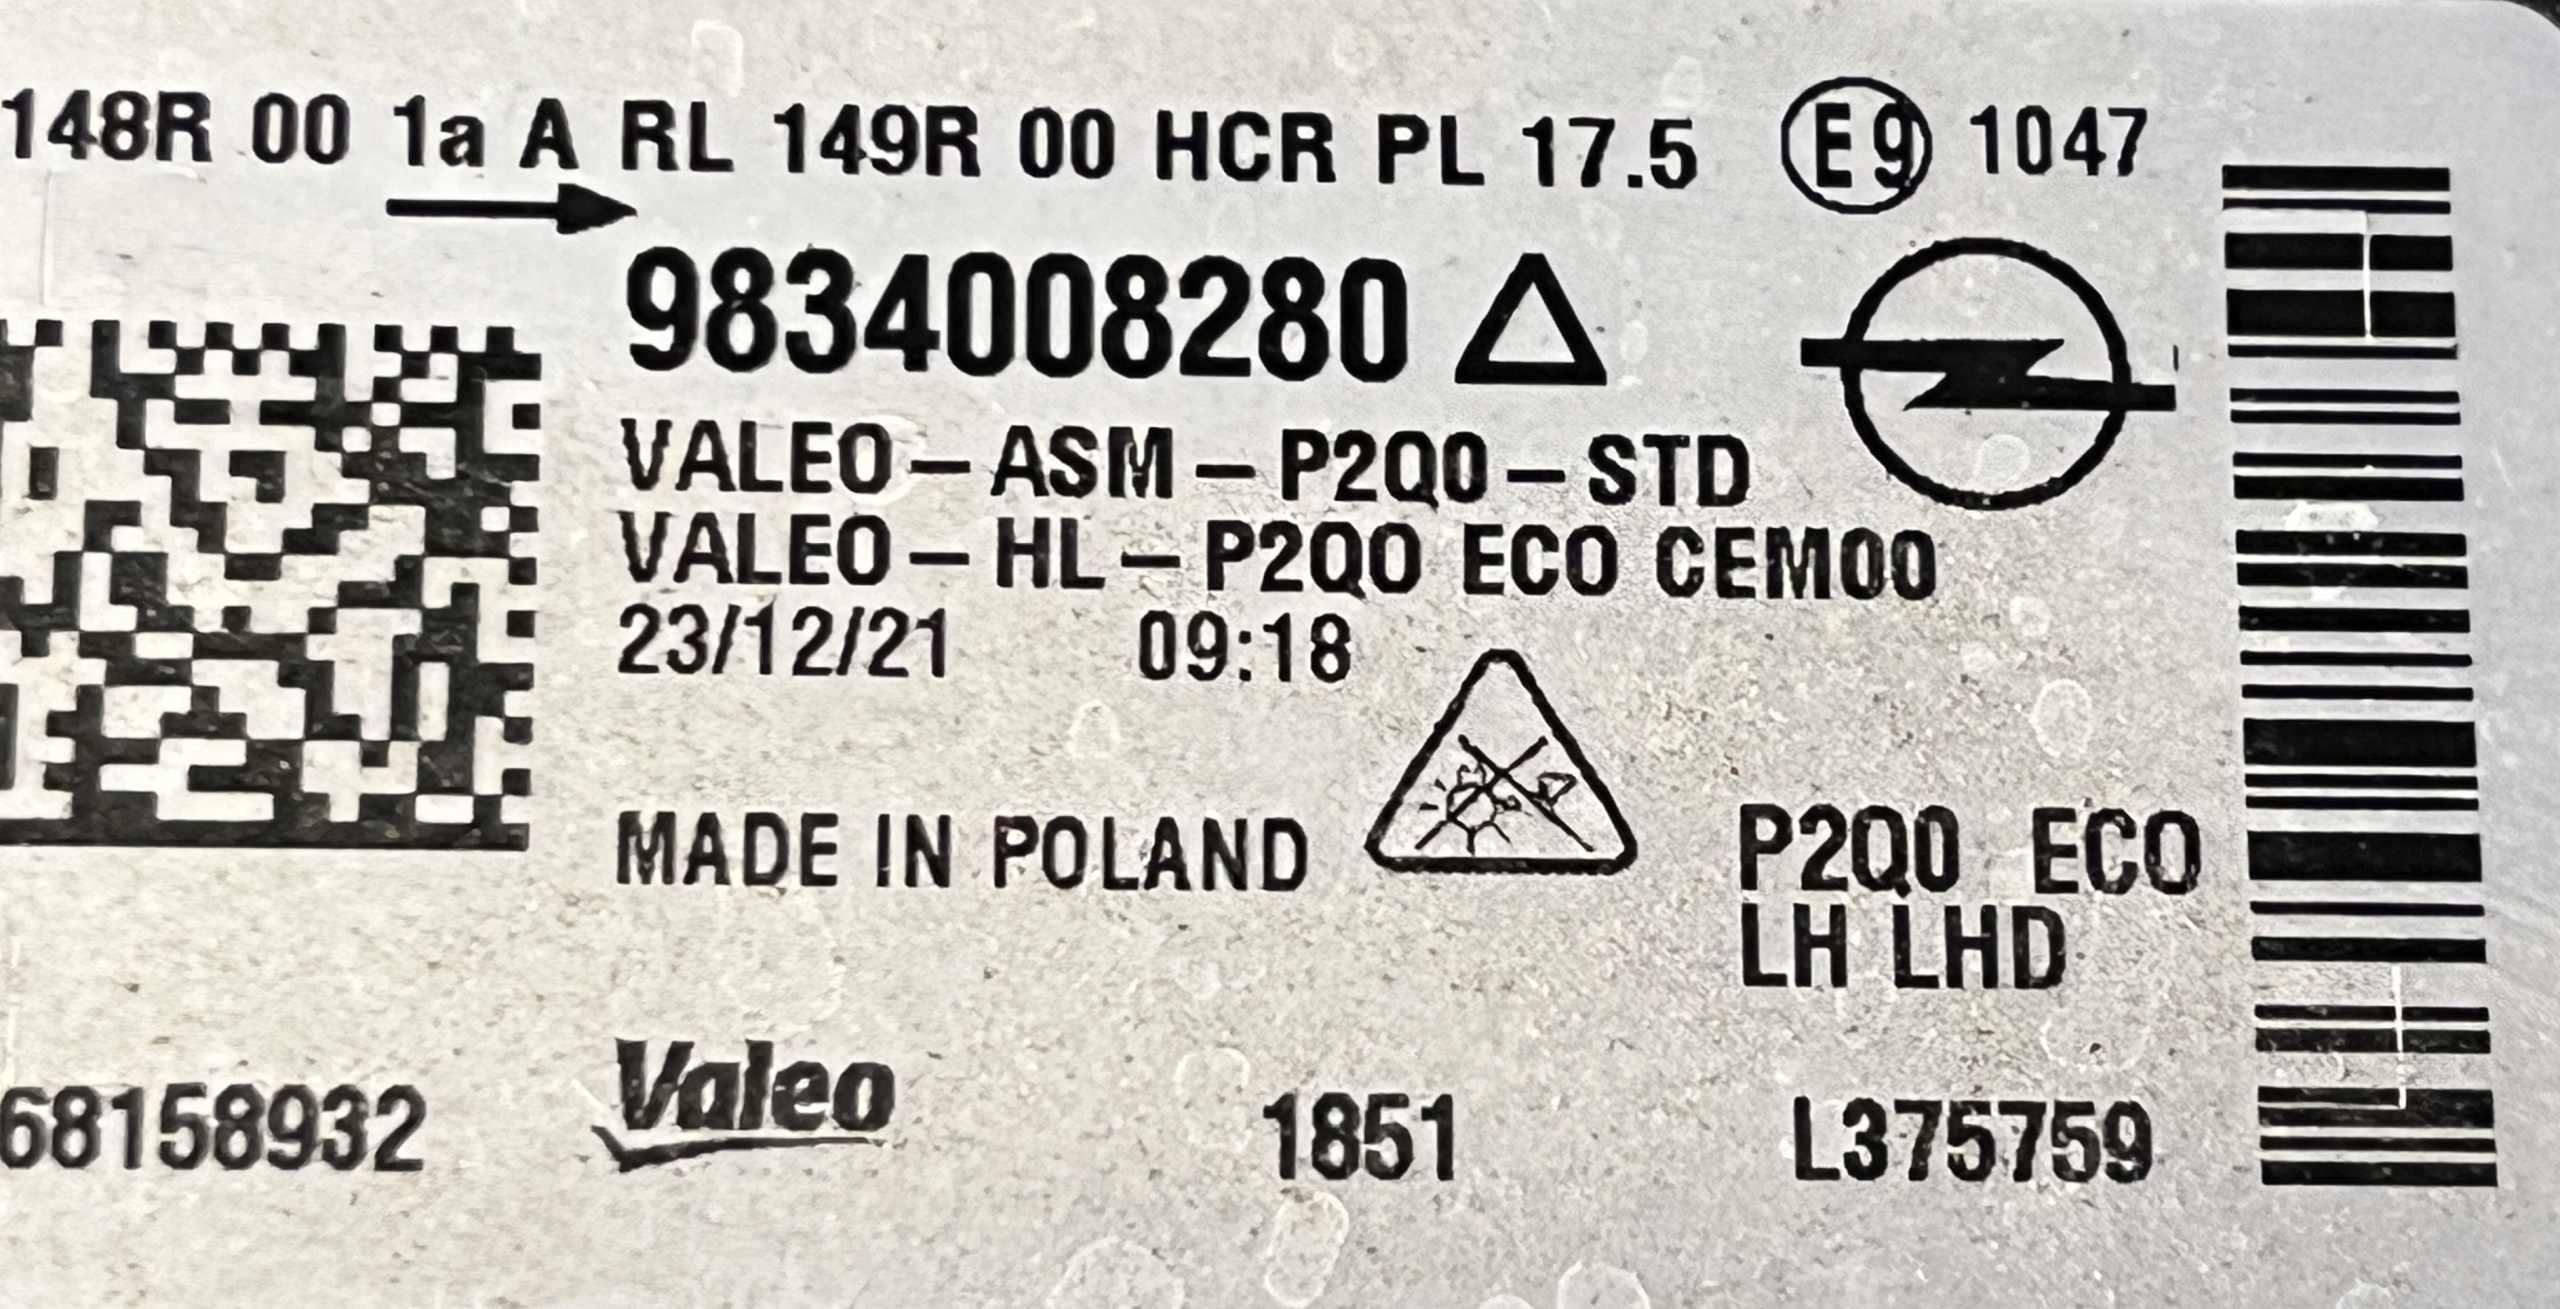 148R 00 1a A RL 149R 00 HCR PL 17.5 E9 1047
9834008280
VALEO-ASM-P2Q0-STD
VALEO-HL-P2QO ECO CEM00
23/12/21 09:18
MADE IN POLAND
P2Q0 ECO
LH LHD
68158932 Valeo 1851 L375759